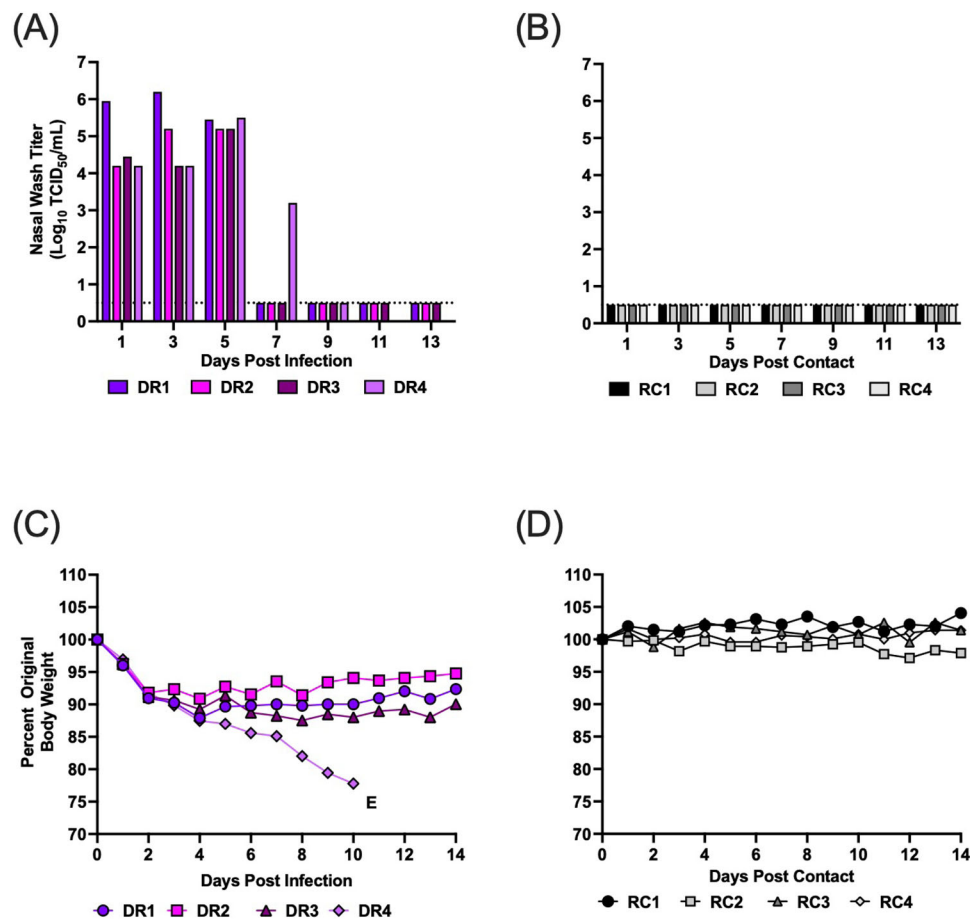 (A)
7
6
5
4
3
2
1
0
Nasal Wash Titer
(Log₁₀ TCID₅₀/mL)
1 3 5 7 9 11 13
Days Post Infection
DR1 DR2 DR3 DR4
(B)
7
6
5
4
3
2
1
0
1 3 5 7 9 11 13
Days Post Contact
RC1 RC2 RC3 RC4
(C)
110
105
100
95
90
85
80
75
70
Percent Original
Body Weight
E
0 2 4 6 8 10 12 14
Days Post Infection
DR1 DR2 DR3 DR4
(D)
110
105
100
95
90
85
80
75
70
0 2 4 6 8 10 12 14
Days Post Contact
RC1 RC2 RC3 RC4